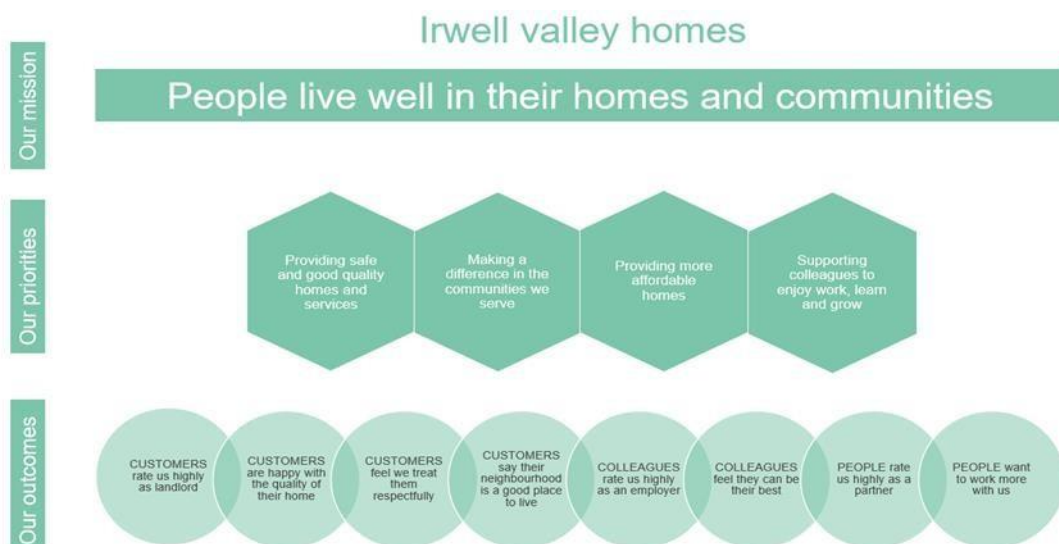 Irwell valley homes
Our mission
People live well in their homes and communities
Our priorities
Providing safe
and good quality
homes and
services
Making a
difference in the
communities we
serve
Providing more
affordable
homes
Supporting
colleagues to
enjoy work, learn
and grow
Our outcomes
CUSTOMERS
rate us highly
as landlord
CUSTOMERS
are happy with
the quality of
their home
CUSTOMERS
feel we treat
them
respectfully
CUSTOMERS
say their
neighbourhood
is a good place
to live
COLLEAGUES
rate us highly
as an employer
COLLEAGUES
feel they can be
their best
PEOPLE rate
us highly as a
partner
PEOPLE want
to work more
with us